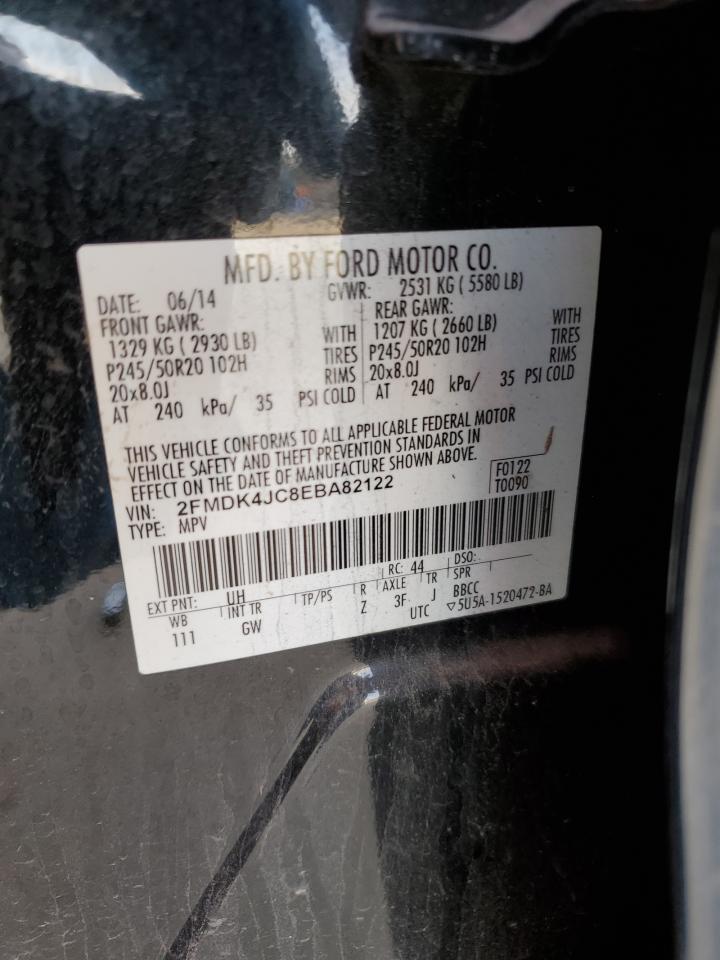 MFD. BY FORD MOTOR CO.
DATE: 06/14 GVWR: 2531 KG ( 5580 LB)
FRONT GAWR: REAR GAWR:
1329 KG ( 2930 LB) WITH 1207 KG ( 2660 LB) WITH
P245/50R20 102H TIRES P245/50R20 102H TIRES
20x8.0J RIMS 20x8.0J RIMS
AT 240 kPa/ 35 PSI COLD AT 240 kPa/ 35 PSI COLD
THIS VEHICLE CONFORMS TO ALL APPLICABLE FEDERAL MOTOR
VEHICLE SAFETY AND THEFT PREVENTION STANDARDS IN
EFFECT ON THE DATE OF MANUFACTURE SHOWN ABOVE.
VIN: 2FMDK4JC8EBA82122 F0122
TYPE: MPV T0090
EXT PNT: UH RC: 44 DSO:
WB INT TR TP/PS R AXLE TR SPR
111 GW Z 3F J BBCC
UTC ▽5U5A-1520472-BA